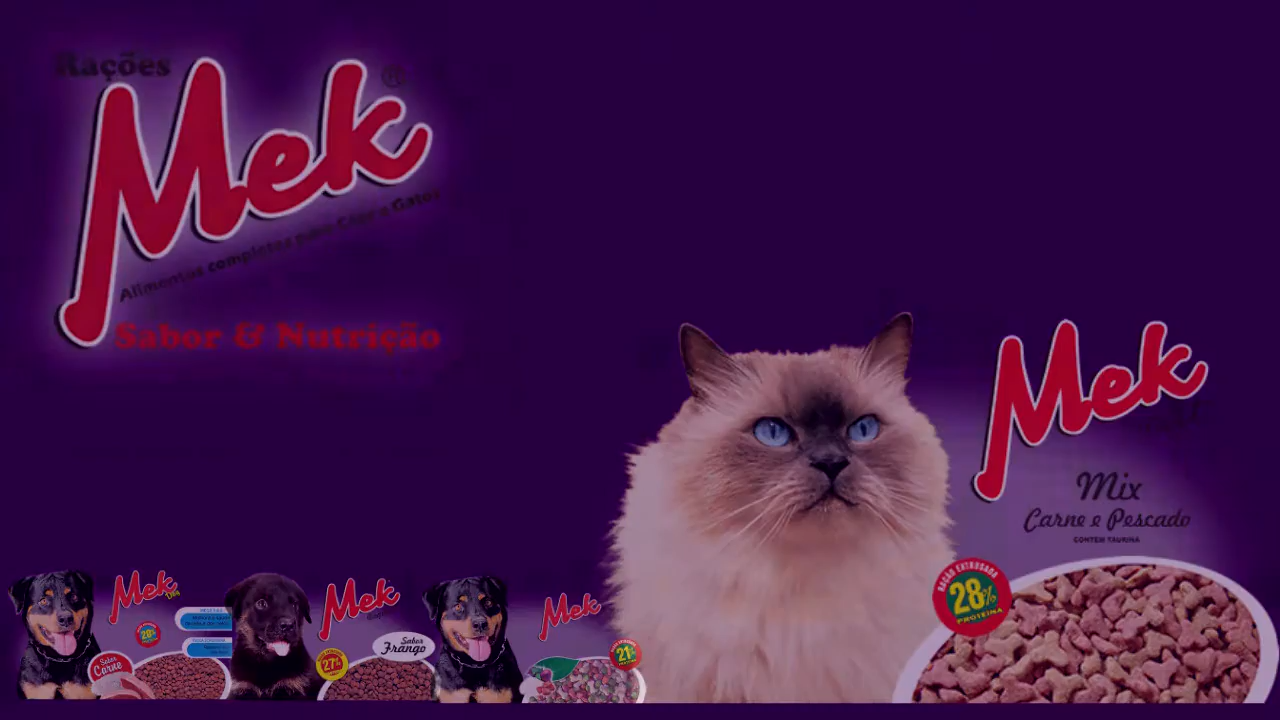 Rações
Mek®
Alimentos completos para Cães e Gatos
Sabor & Nutrição
Mek
Mix
Carne e Pescado
CONTÉM TAURINA
RAÇÃO EXTRUSADA
28%
PROTEÍNA
Mek
28%
Sabor
Carne
Mek
27%
Sabor
Frango
Mek
21%